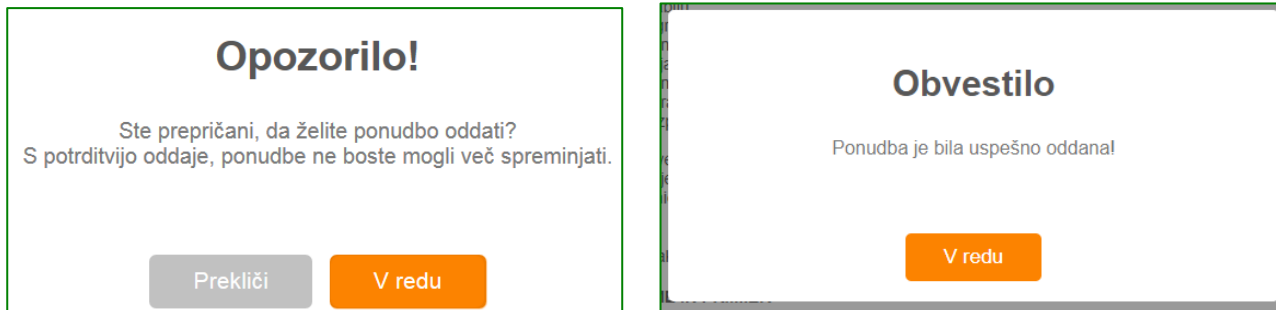 Opozorilo!
Ste prepričani, da želite ponudbo oddati?
S potrditvijo oddaje, ponudbe ne boste mogli več spreminjati.
Prekliči
V redu
Obvestilo
Ponudba je bila uspešno oddana!
V redu